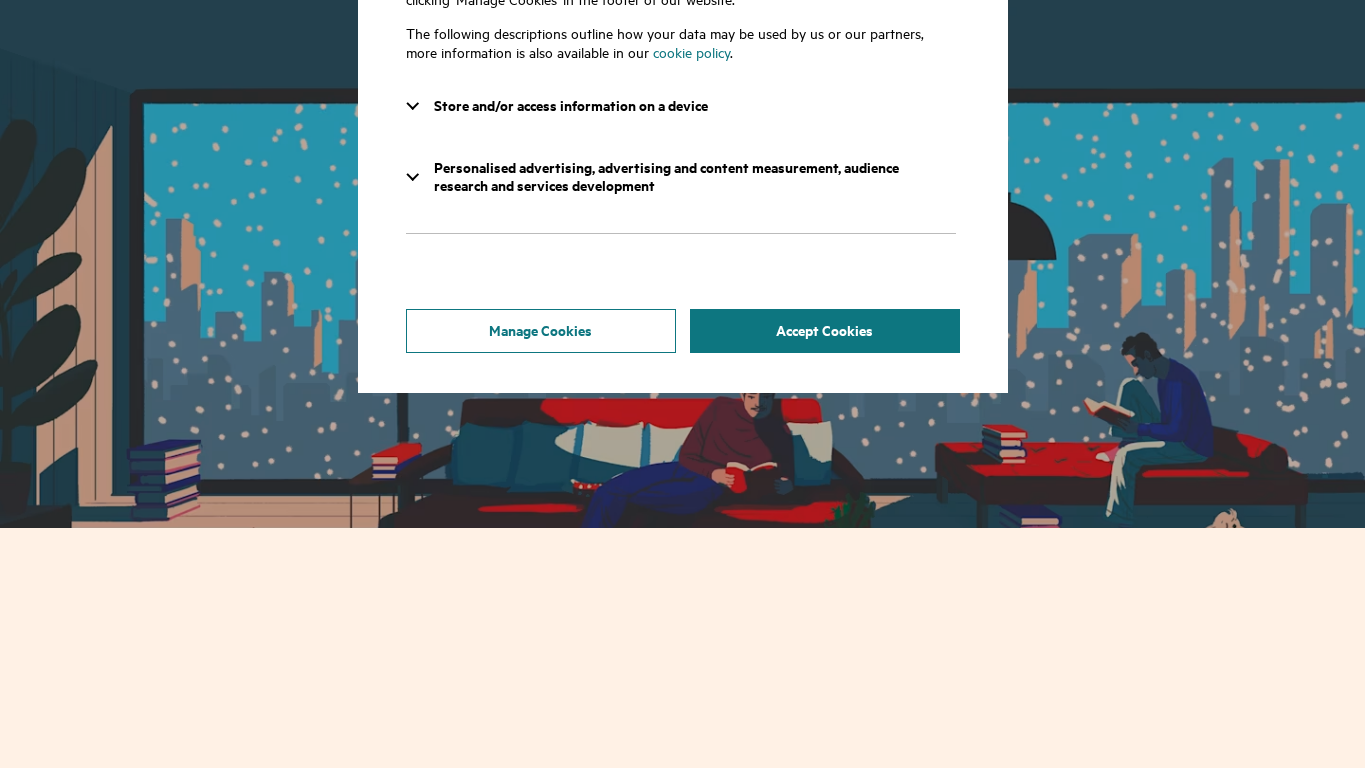 clicking 'Manage Cookies' in the footer of our website.
The following descriptions outline how your data may be used by us or our partners,
more information is also available in our cookie policy.
Store and/or access information on a device
Personalised advertising, advertising and content measurement, audience
research and services development
Manage Cookies
Accept Cookies